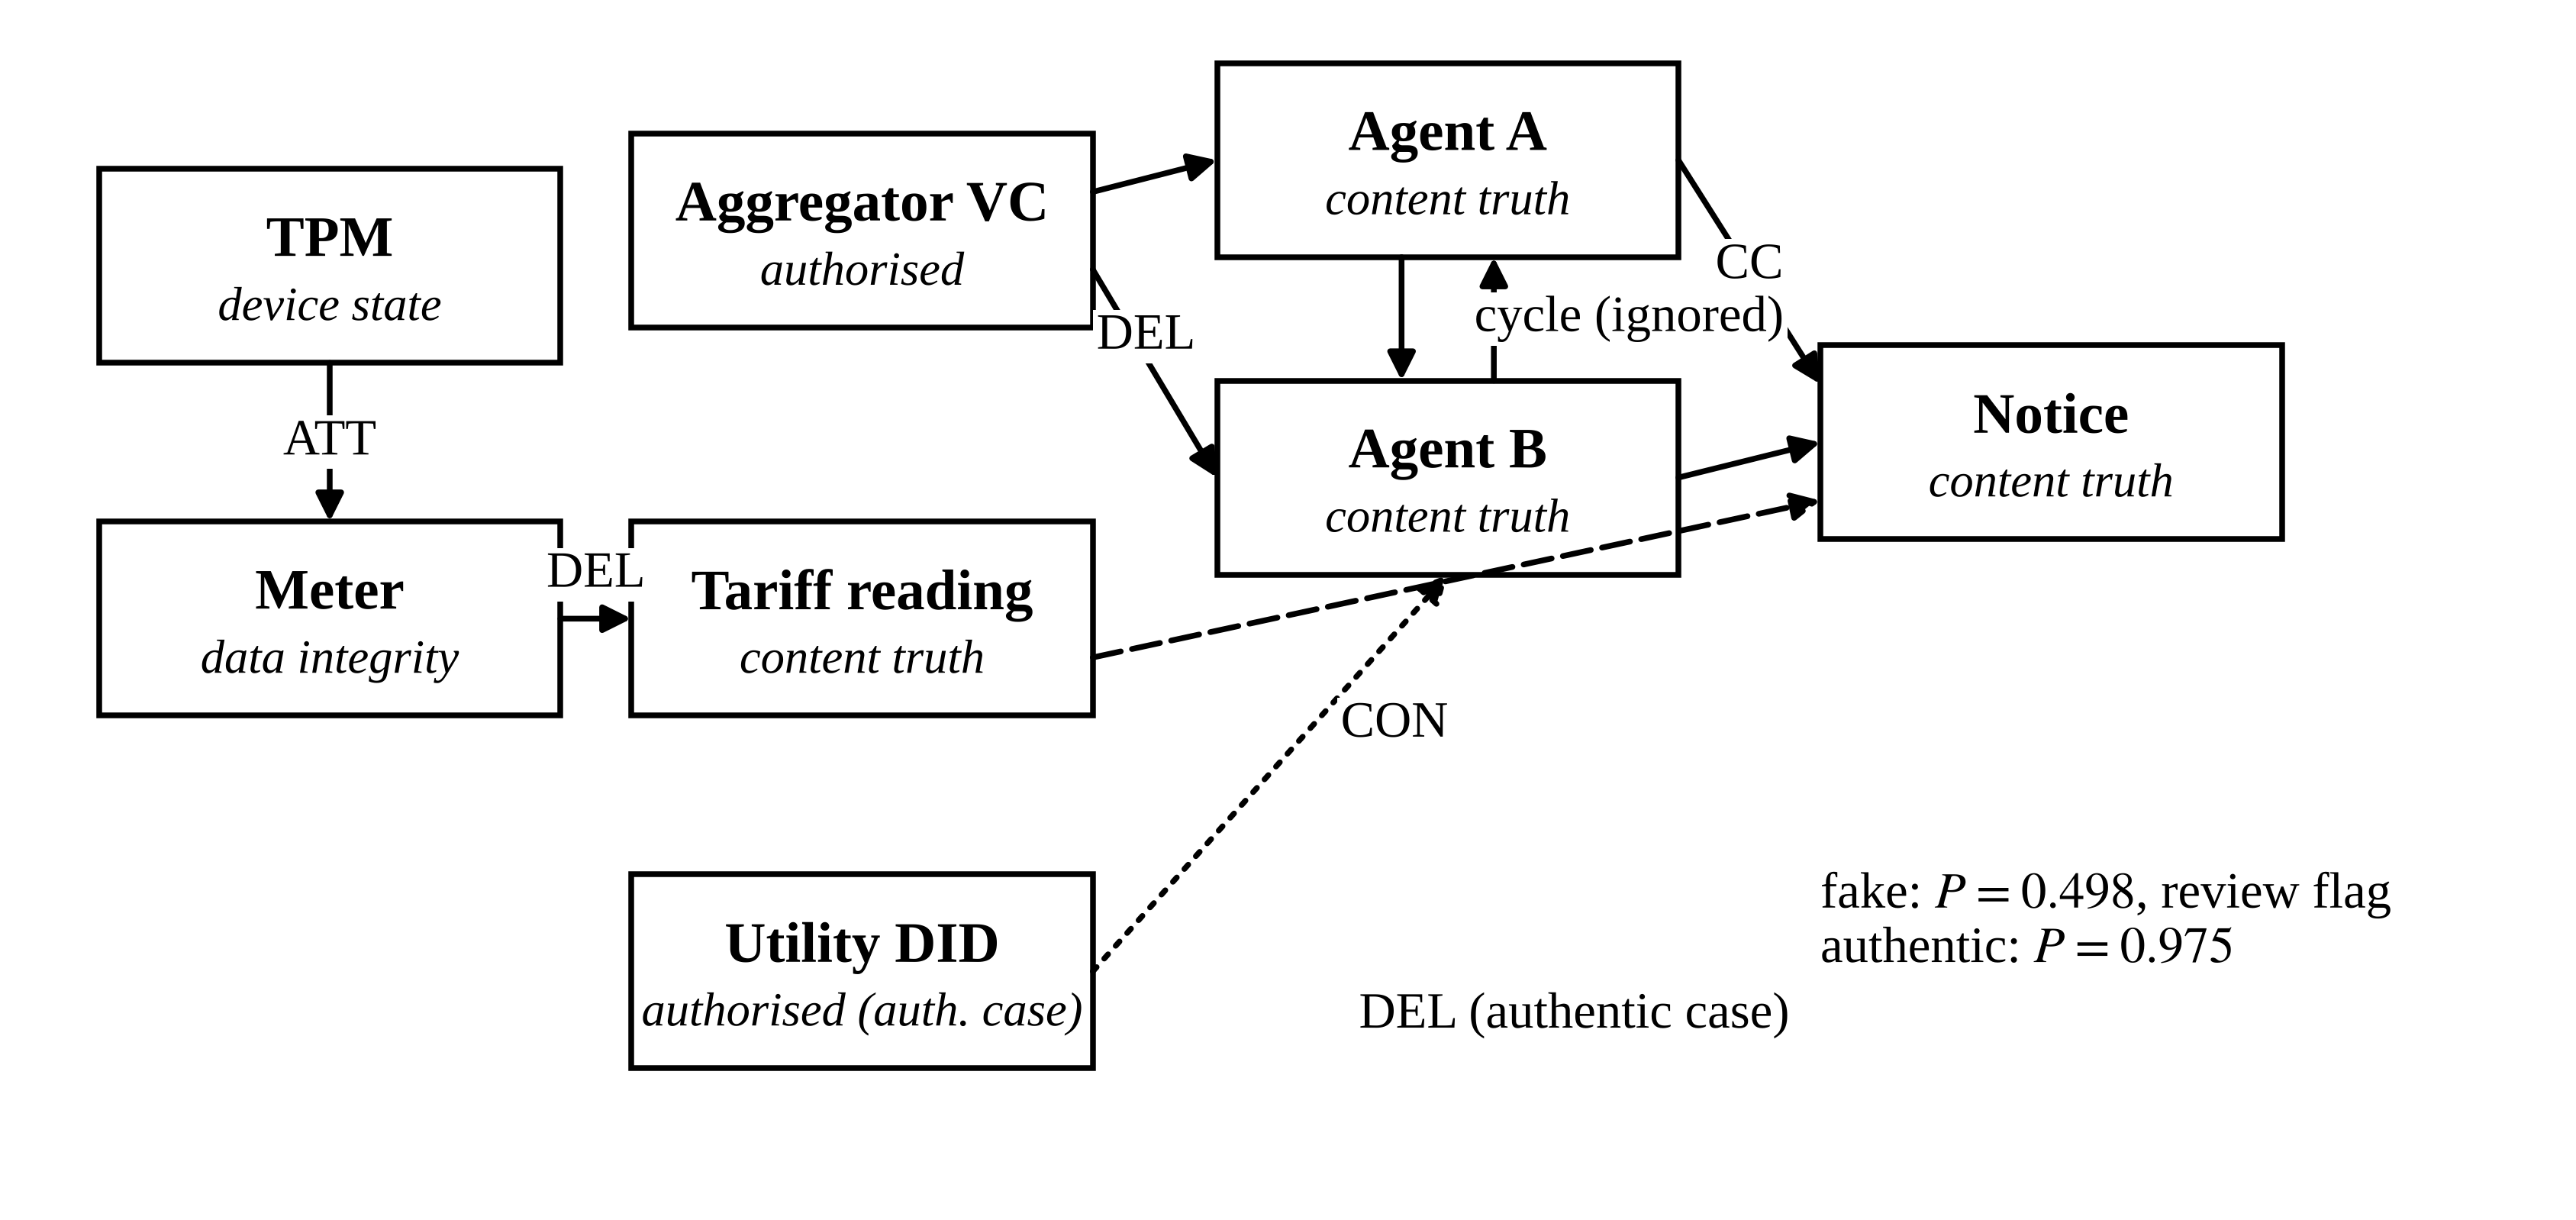 TPM
device state
ATT
Meter
data integrity
DEL
Aggregator VC
authorised
DEL
Tariff reading
content truth
Utility DID
authorised (auth. case)
Agent A
content truth
CC
cycle (ignored)
Agent B
content truth
CON
DEL (authentic case)
Notice
content truth
fake: P = 0.498, review flag
authentic: P = 0.975